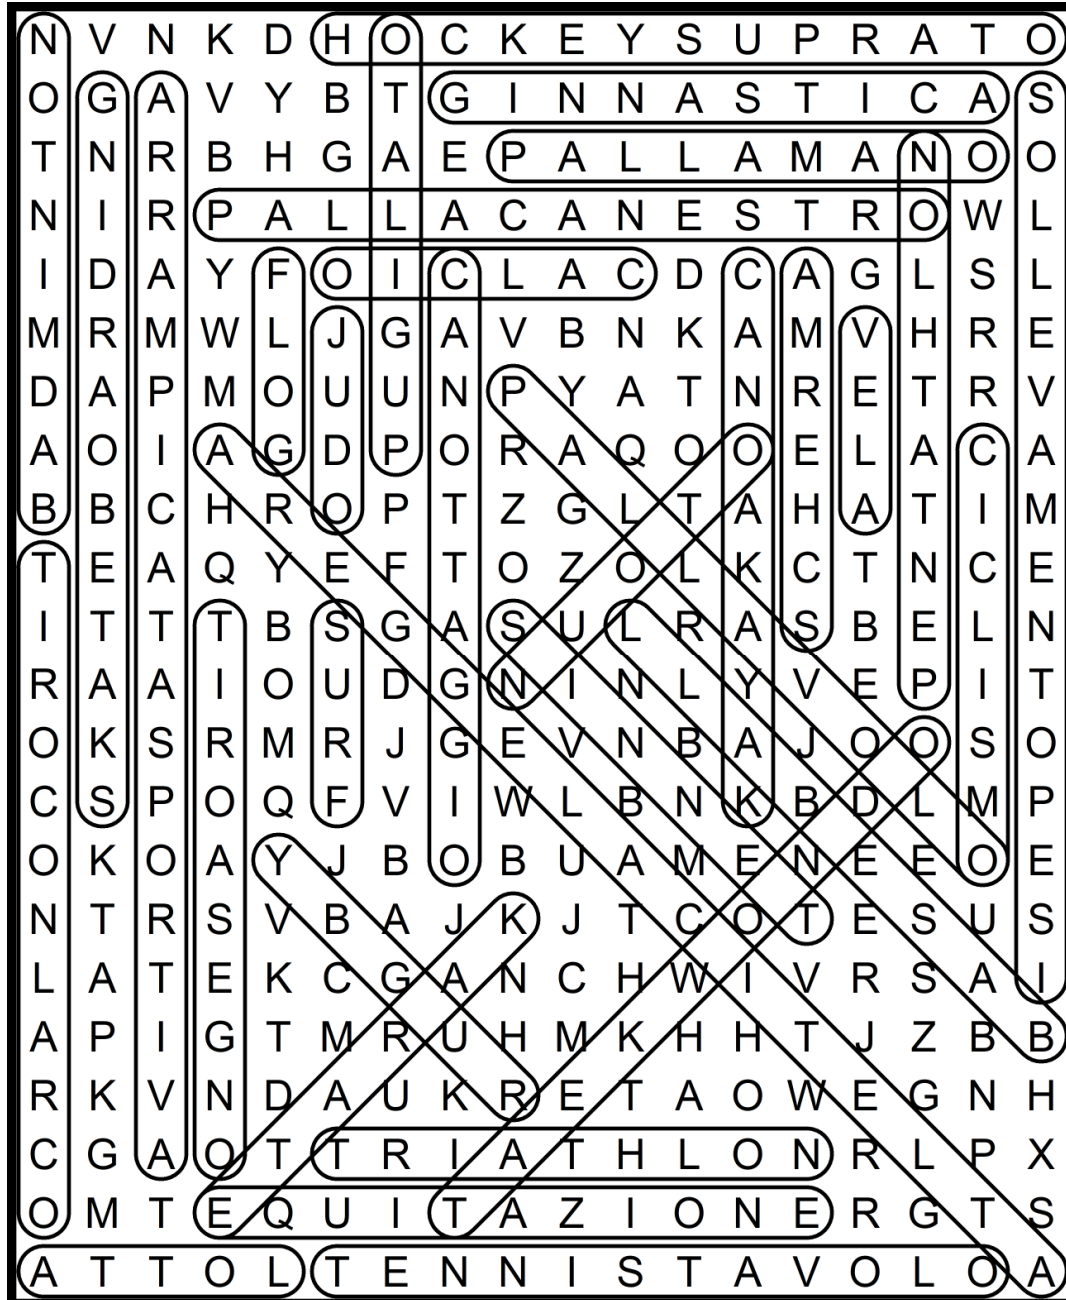 N V N K D H O C K E Y S U P R A T O
O G A V Y B T G I N N A S T I C A S
T N R B H G A E P A L L A M A N O O
N I R P A L L A C A N E S T R O W L
I D A Y F O I C L A C D C A G L S L
M R M W L J G A V B N K A M V H R E
D A P M O U U N P Y A T N R E T R V
A O I A G D P O R A Q O O E L A C A
B B C H R O P T Z G L T A H A T I M
T E A Q Y E F T O Z O L K C T N C E
I T T T B S G A S U L R A S B E L N
R A A I O U D G N I N L Y V E P I T
O K S R M R J G E V N B A J O O S O
C S P O Q F V I W L B N K B D L M P
O K O A Y J B O B U A M E N E E O E
N T R S V B A J K J T C O T E S U S
L A T E K C G A N C H W I V R S A I
A P I G T M R U H M K H H T J Z B B
R K V N D A U K R E T A O W E G N H
C G A O T T R I A T H L O N R L P X
O M T E Q U I T A Z I O N E R G T S
A T T O L T E N N I S T A V O L O A